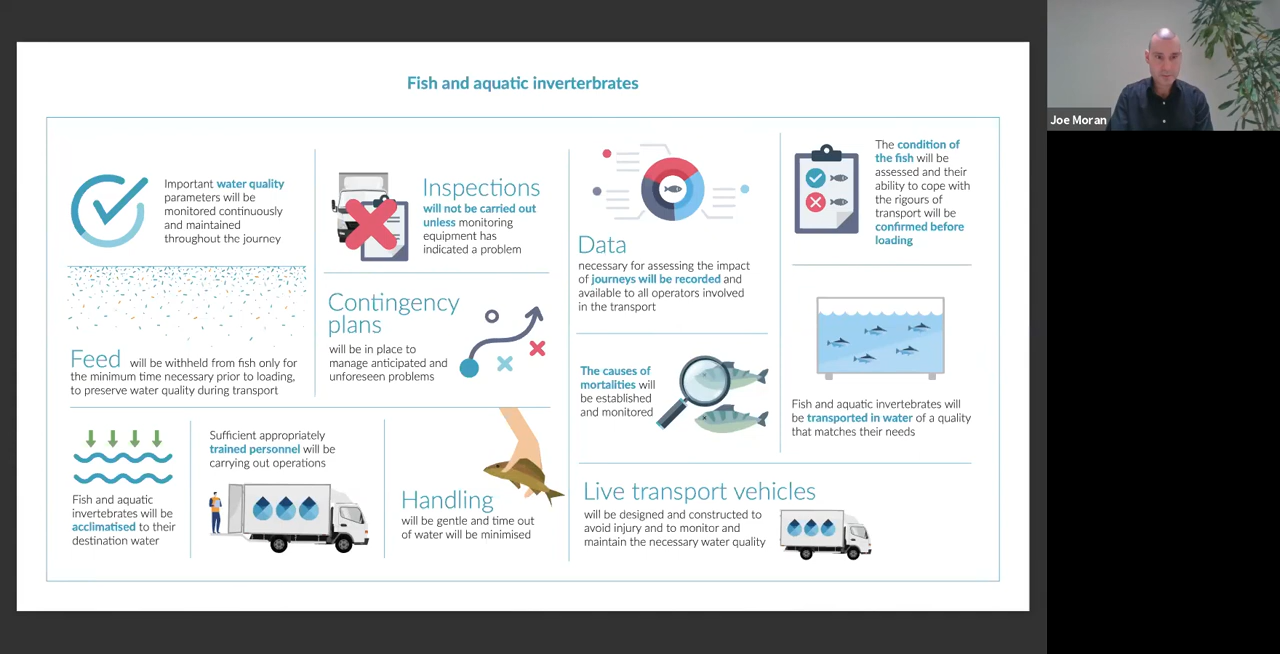 Fish and aquatic inverterbrates
Important water quality
parameters will be
monitored continuously
and maintained
throughout the journey
Feed will be withheld from fish only for
the minimum time necessary prior to loading,
to preserve water quality during transport
Inspections
will not be carried out
unless monitoring
equipment has
indicated a problem
Contingency
plans
will be in place to
manage anticipated and
unforeseen problems
Fish and aquatic
invertebrates will be
acclimatised to their
destination water
Sufficient appropriately
trained personnel will be
carrying out operations
Handling
will be gentle and time out
of water will be minimised
Data
necessary for assessing the impact
of journeys will be recorded and
available to all operators involved
in the transport
The causes of
mortalities will
be established
and monitored
The condition of
the fish will be
assessed and their
ability to cope with
the rigours of
transport will be
confirmed before
loading
Fish and aquatic invertebrates will
be transported in water of a quality
that matches their needs
Live transport vehicles
will be designed and constructed to
avoid injury and to monitor and
maintain the necessary water quality
Joe Moran